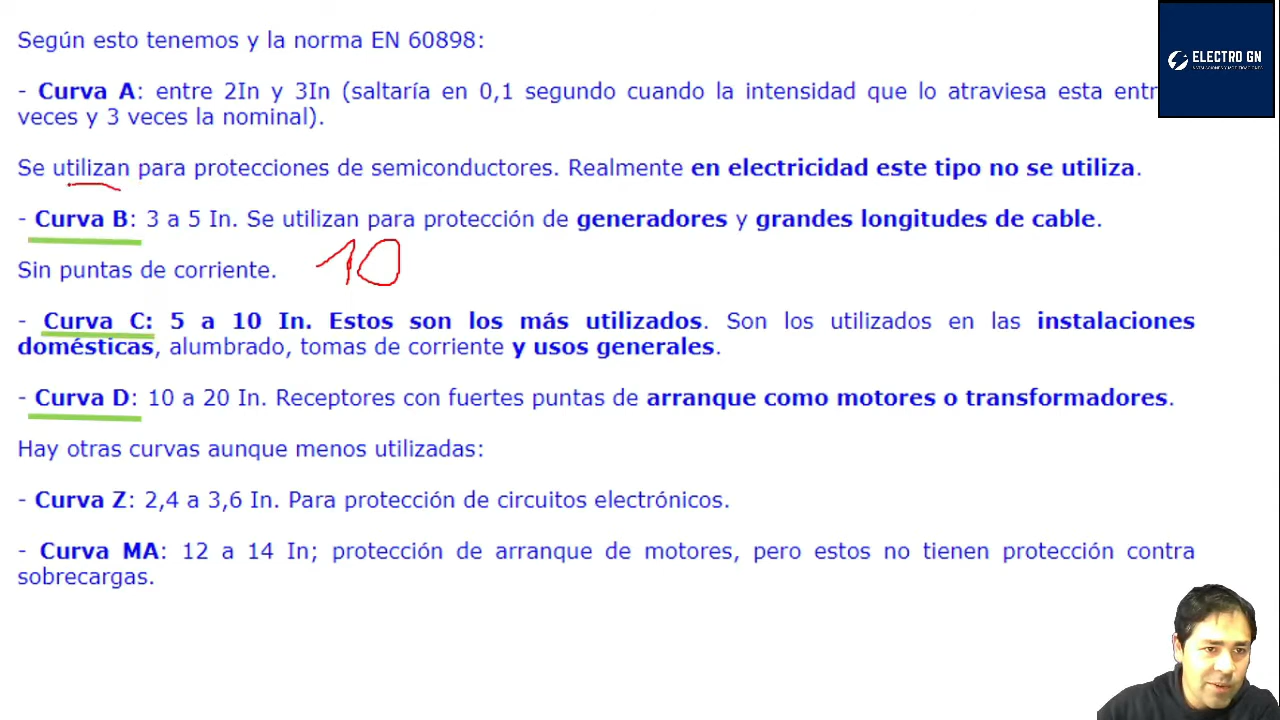 Según esto tenemos y la norma EN 60898:
ELECTRO GN
- Curva A: entre 2In y 3In (saltaría en 0,1 segundo cuando la intensidad que lo atraviesa esta entr
veces y 3 veces la nominal).
Se utilizan para protecciones de semiconductores. Realmente en electricidad este tipo no se utiliza.
- Curva B: 3 a 5 In. Se utilizan para protección de generadores y grandes longitudes de cable.
10
Sin puntas de corriente.
- Curva C: 5 a 10 In. Estos son los más utilizados. Son los utilizados en las instalaciones
domésticas, alumbrado, tomas de corriente y usos generales.
- Curva D: 10 a 20 In. Receptores con fuertes puntas de arranque como motores o transformadores.
Hay otras curvas aunque menos utilizadas:
- Curva Z: 2,4 a 3,6 In. Para protección de circuitos electrónicos.
- Curva MA: 12 a 14 In; protección de arranque de motores, pero estos no tienen protección contra
sobrecargas.